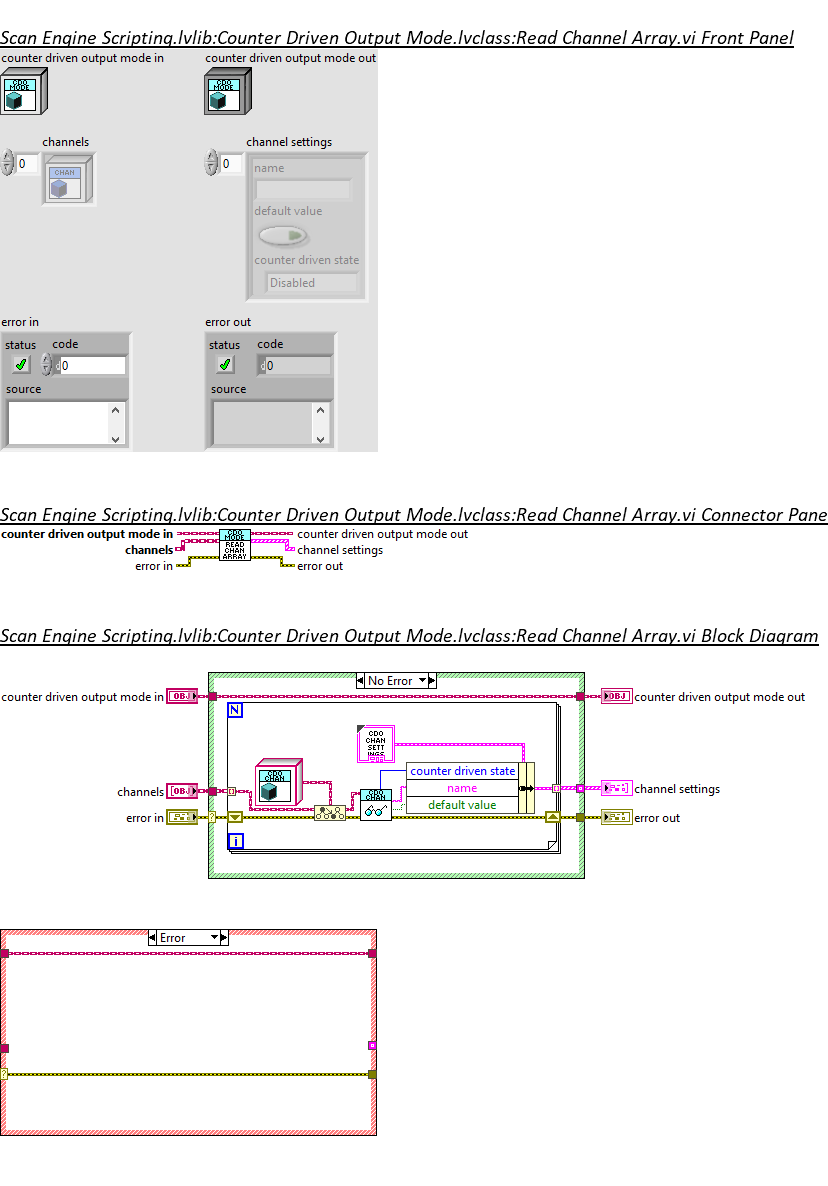 Scan Engine Scripting.lvlib:Counter Driven Output Mode.lvclass:Read Channel Array.vi Front Panel
counter driven output mode in
counter driven output mode out
CDO MODE
CDO MODE
channels
channel settings
0
CHAN
0
name
default value
counter driven state
Disabled
error in
error out
status code
status code
d 0
d 0
source
source
Scan Engine Scripting.lvlib:Counter Driven Output Mode.lvclass:Read Channel Array.vi Connector Pane
counter driven output mode in
CDO
MODE
READ
CHAN
ARRAY
counter driven output mode out
channels
channel settings
error in
error out
Scan Engine Scripting.lvlib:Counter Driven Output Mode.lvclass:Read Channel Array.vi Block Diagram
No Error
counter driven output mode in
OBJ
OBJ
counter driven output mode out
N
CDO
CHAN
SETT
INGS
CDO
CHAN
counter driven state
name
default value
CDO
CHAN
channels
[OBJ]
channel settings
error in
?
error out
i
Error
?